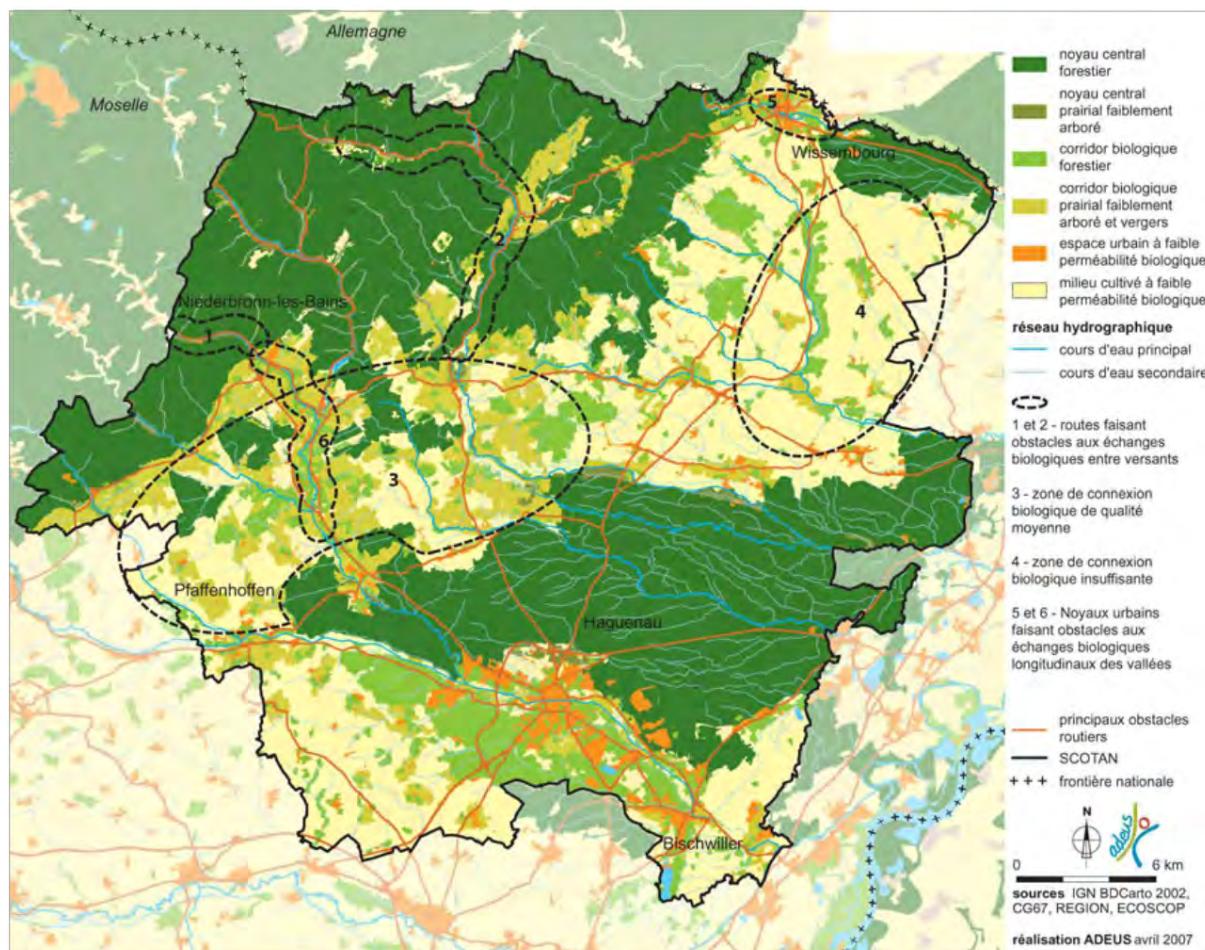 Allemagne
Moselle
5
Wissembourg
2
Niederbronn-les-Bains
1
4
6
3
Pfaffenhoffen
Haguenau
Bischwiller
noyau central
forestier
noyau central
prairial faiblement
arboré
corridor biologique
forestier
corridor biologique
prairial faiblement
arboré et vergers
espace urbain à faible
perméabilité biologique
milieu cultivé à faible
perméabilité biologique
réseau hydrographique
cours d'eau principal
cours d'eau secondaire
1 et 2 - routes faisant
obstacles aux échanges
biologiques entre versants
3 - zone de connexion
biologique de qualité
moyenne
4 - zone de connexion
biologique insuffisante
5 et 6 - Noyaux urbains
faisant obstacles aux
échanges biologiques
longitudinaux des vallées
principaux obstacles
routiers
SCOTAN
frontière nationale
N
adeus
0 6 km
sources IGN BDCarto 2002,
CG67, REGION, ECOSCOP
réalisation ADEUS avril 2007